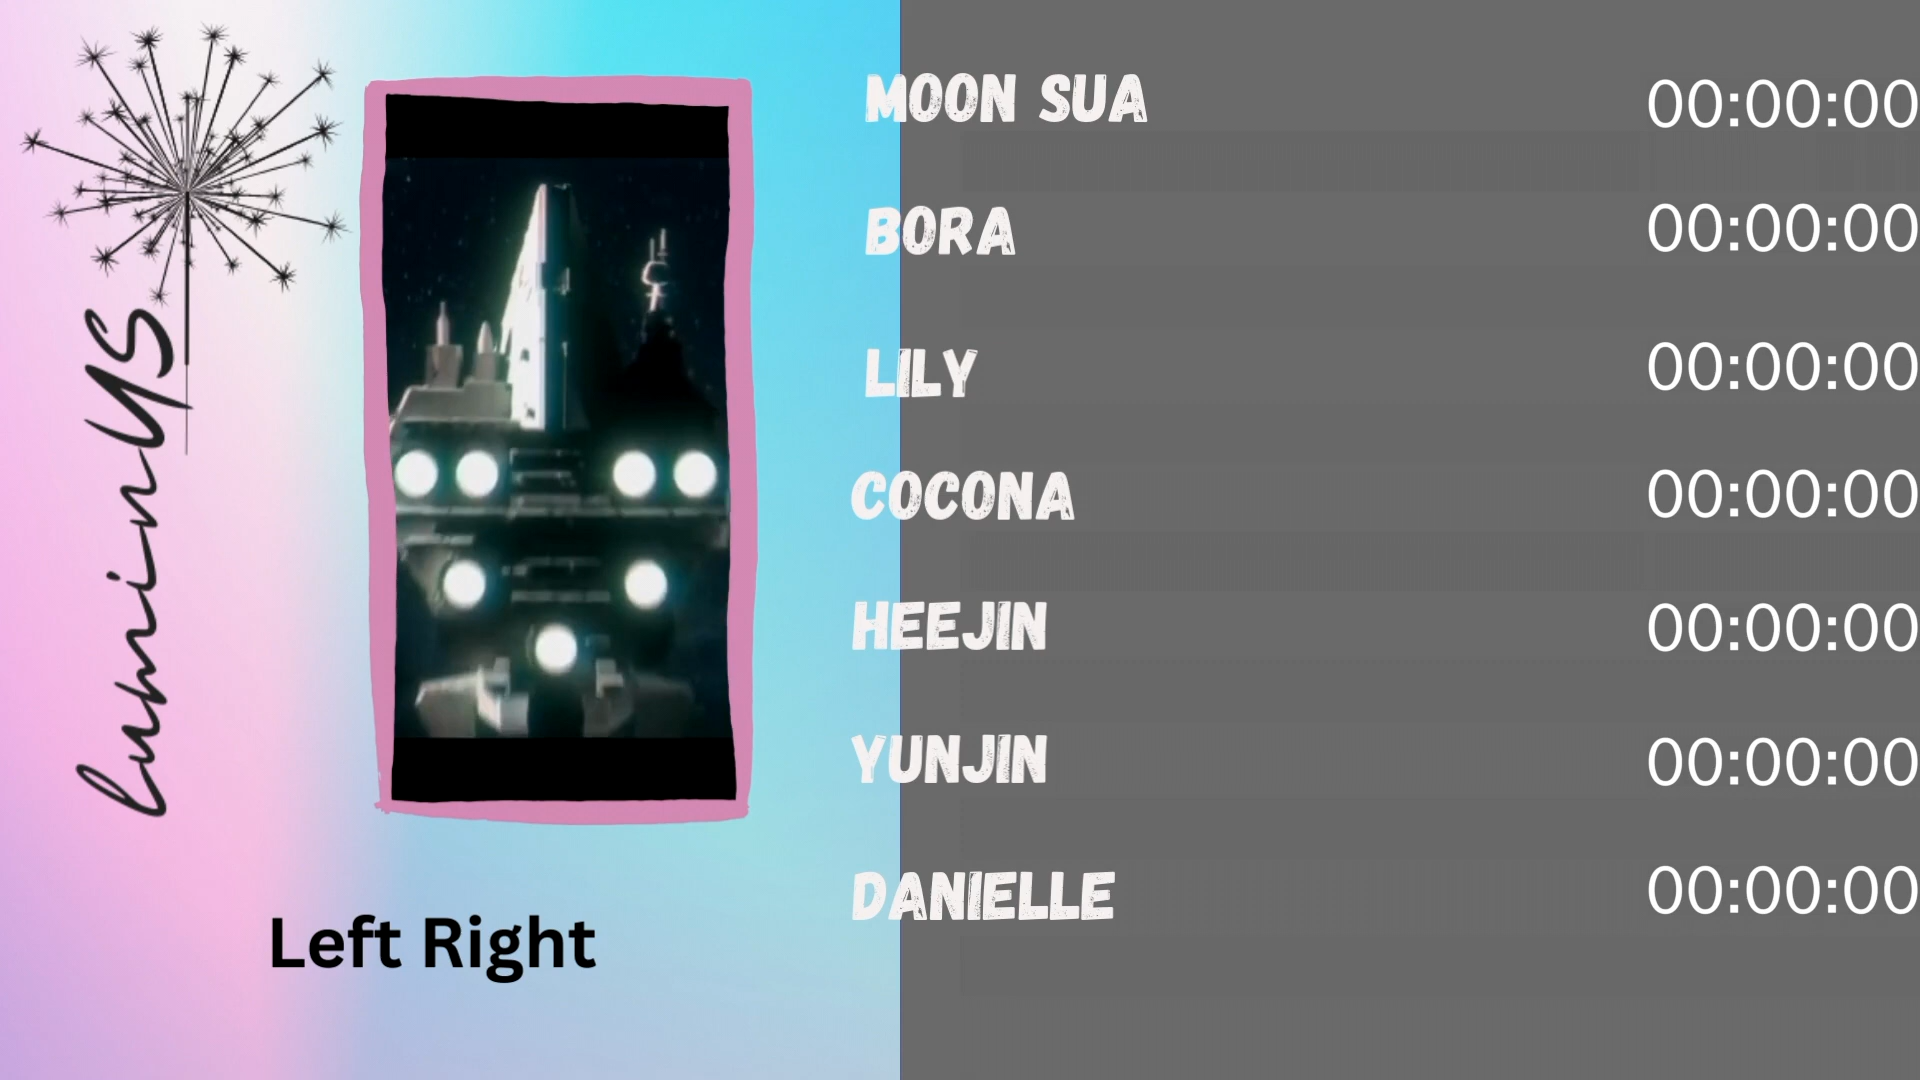 luminUS
Left Right
MOON SUA 00:00:00
BORA 00:00:00
LILY 00:00:00
COCONA 00:00:00
HEEJIN 00:00:00
YUNJIN 00:00:00
DANIELLE 00:00:00